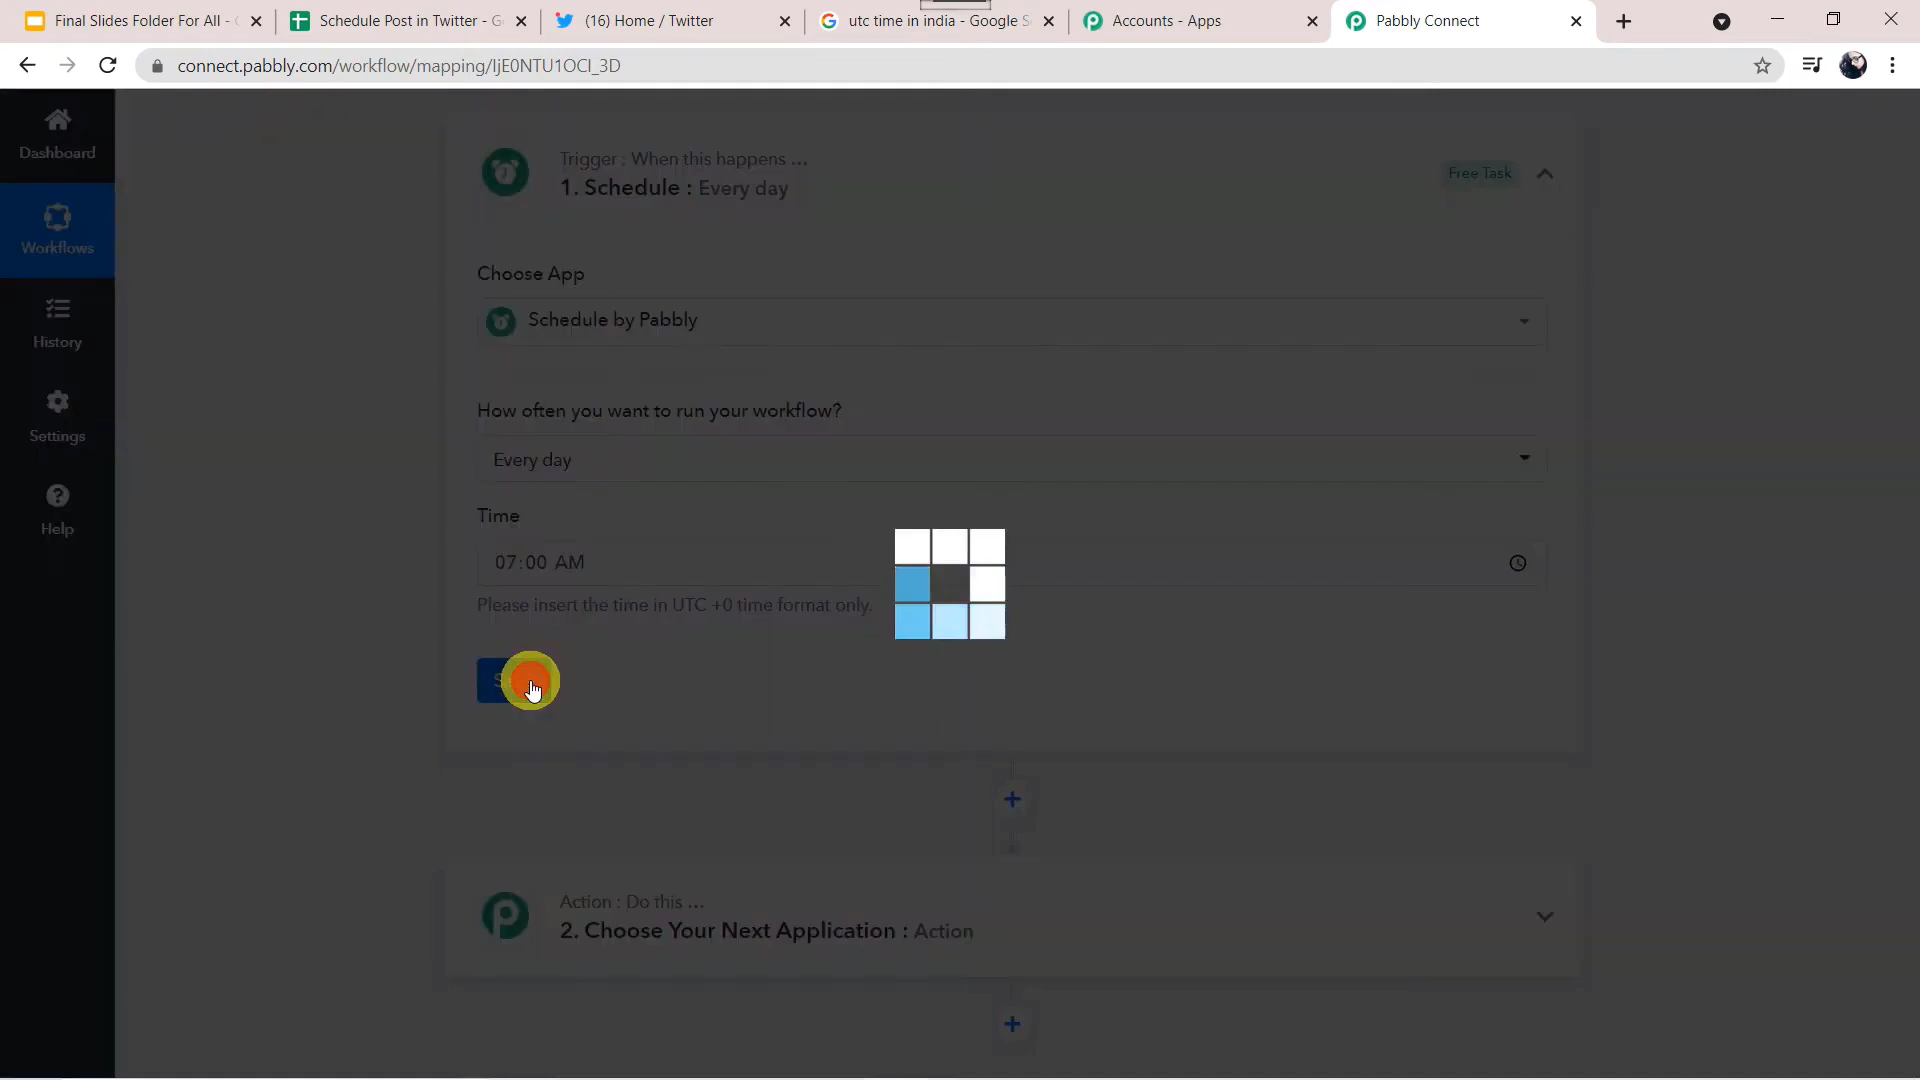 Final Slides Folder For All -
Schedule Post in Twitter - G
(16) Home / Twitter
utc time in india - Google S
Accounts - Apps
Pabbly Connect
connect.pabbly.com/workflow/mapping/IjE0NTU1OCI_3D
Dashboard
Workflows
History
Settings
Help
Trigger : When this happens ...
1. Schedule : Every day
Free Task
Choose App
Schedule by Pabbly
How often you want to run your workflow?
Every day
Time
07:00 AM
Please insert the time in UTC +0 time format only.
Action : Do this ...
2. Choose Your Next Application : Action